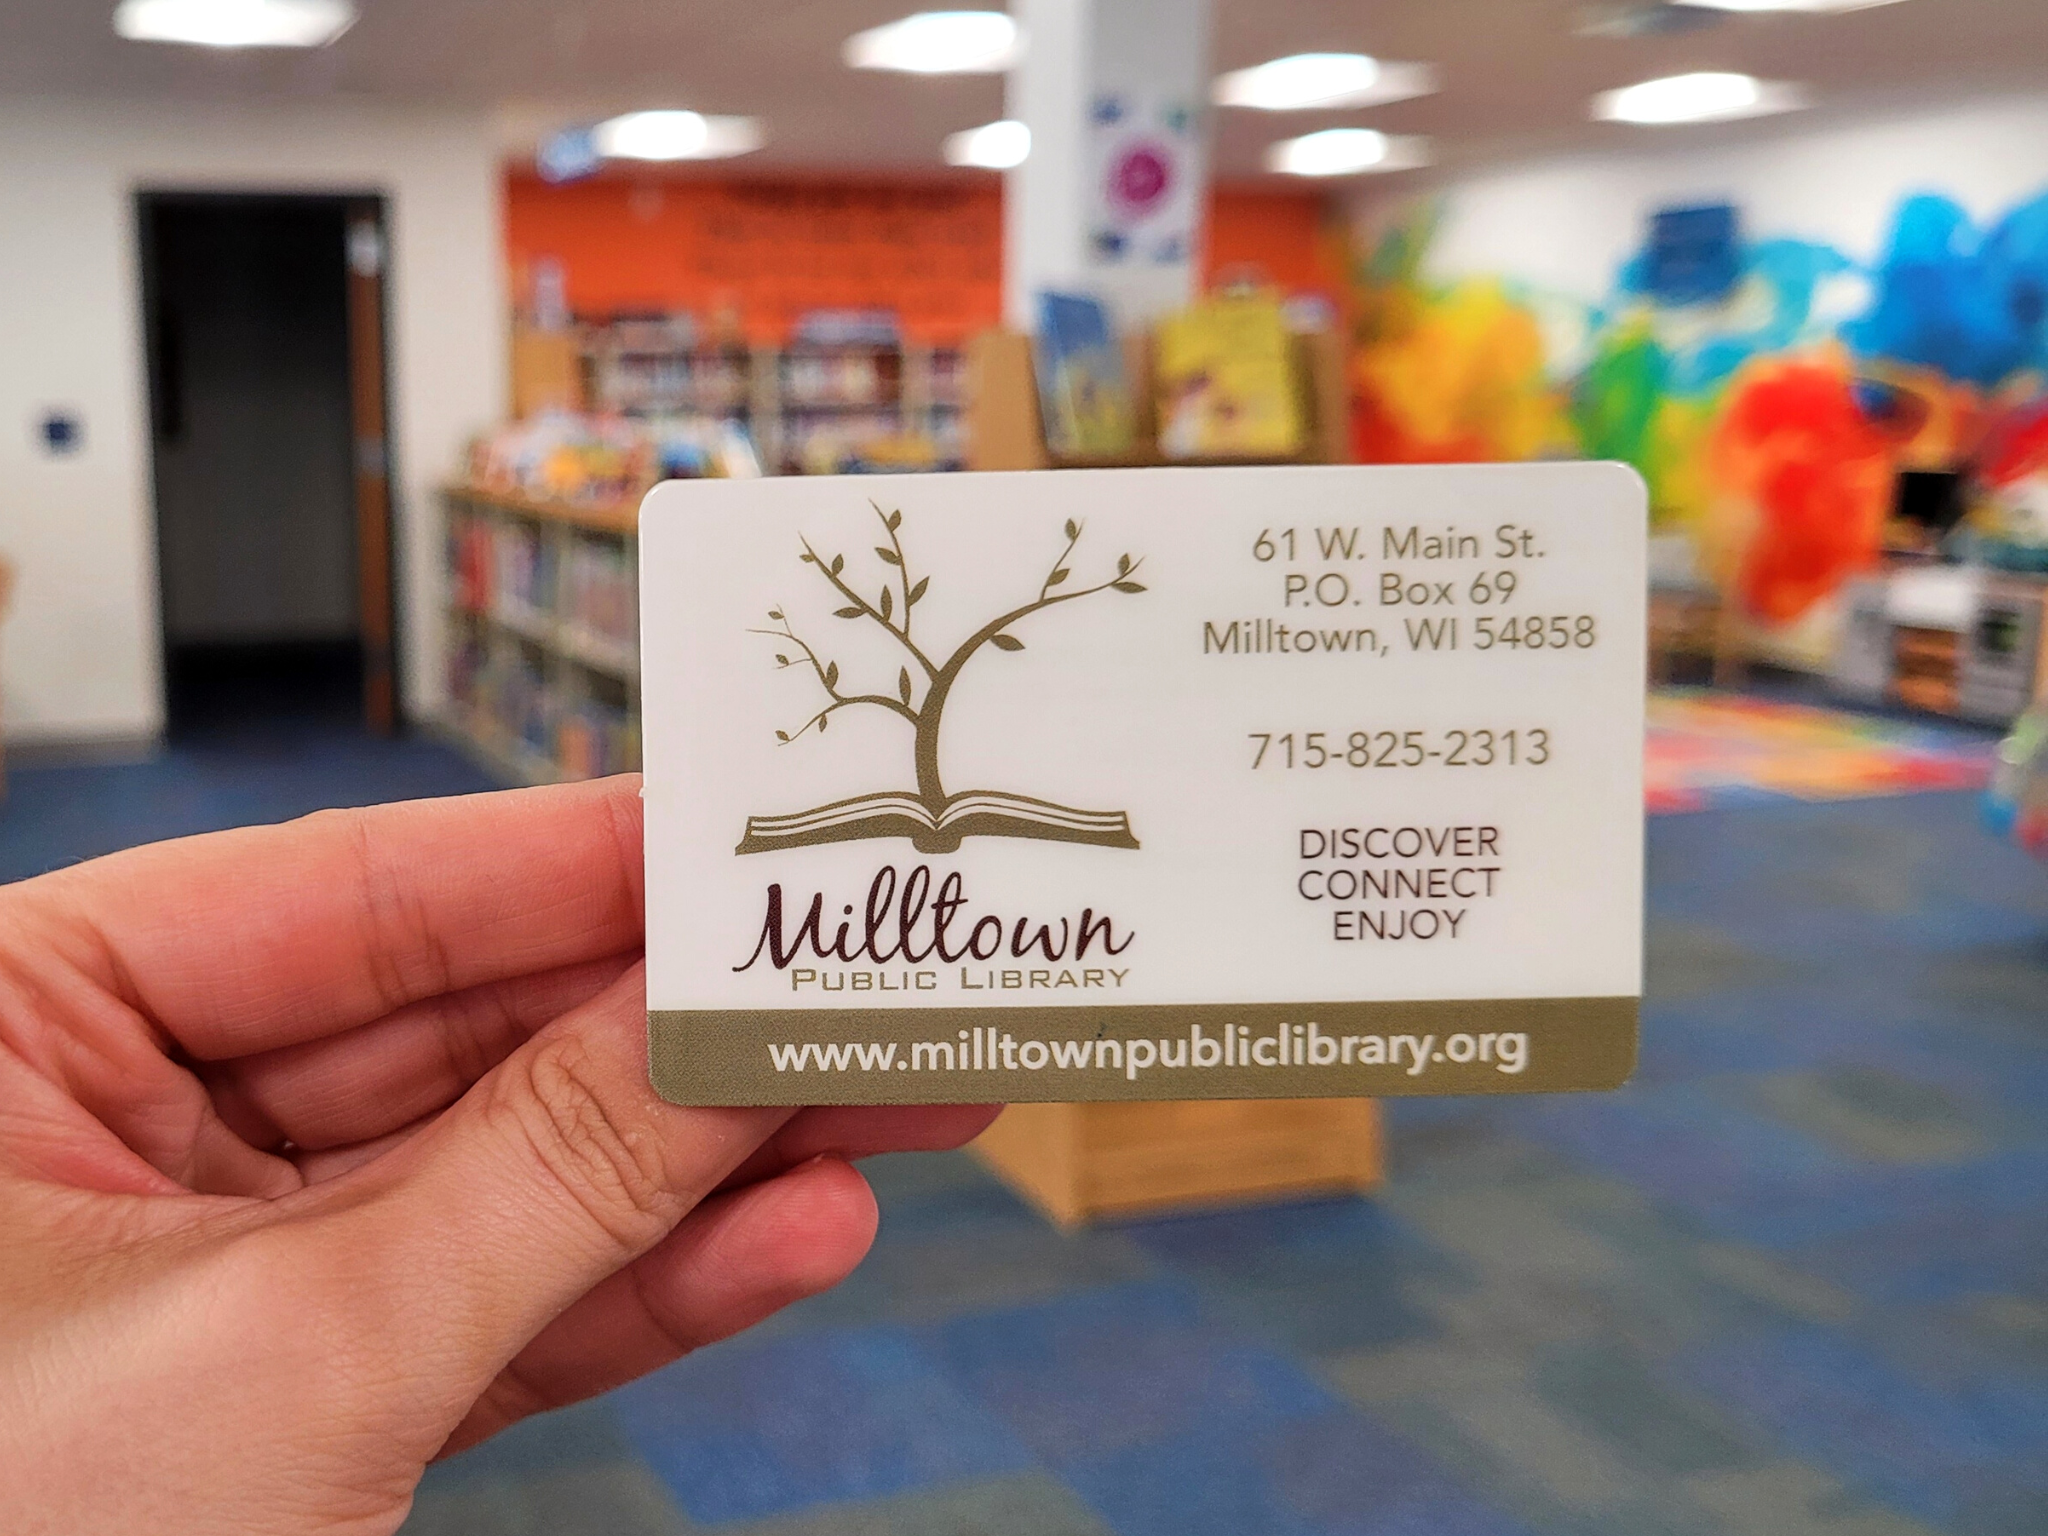 61 W. Main St.
P.O. Box 69
Milltown, WI 54858
715-825-2313
DISCOVER
CONNECT
ENJOY
Milltown
PUBLIC LIBRARY
www.milltownpubliclibrary.org